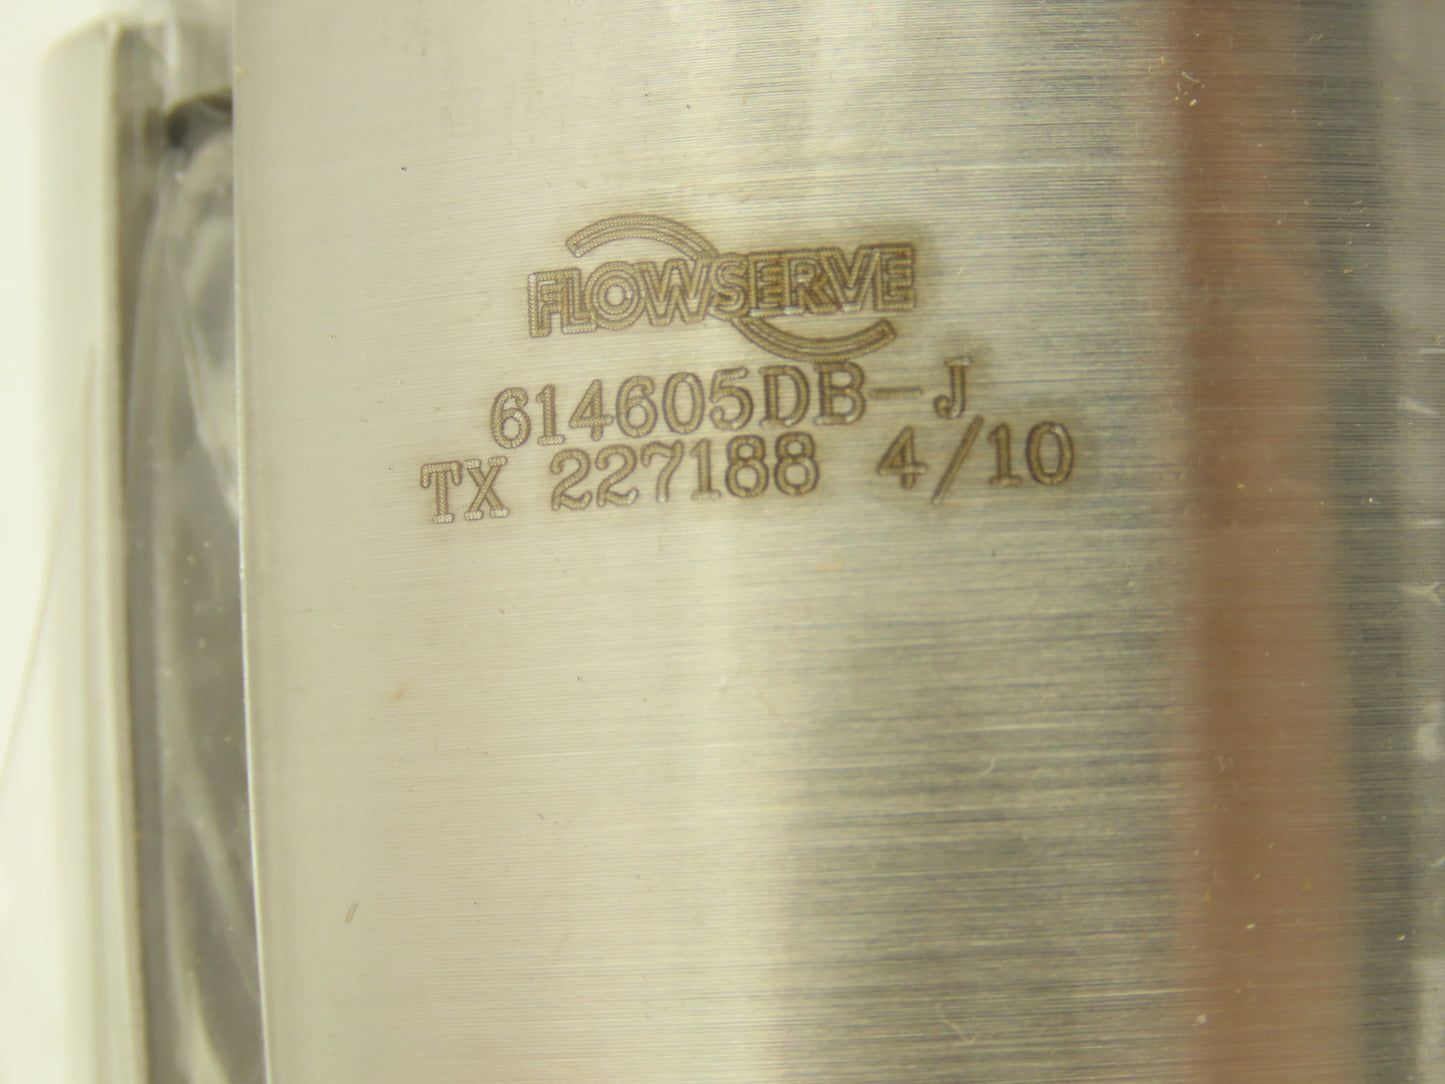 FLOWSERVE
614605DB-J
TX 227188 4/10